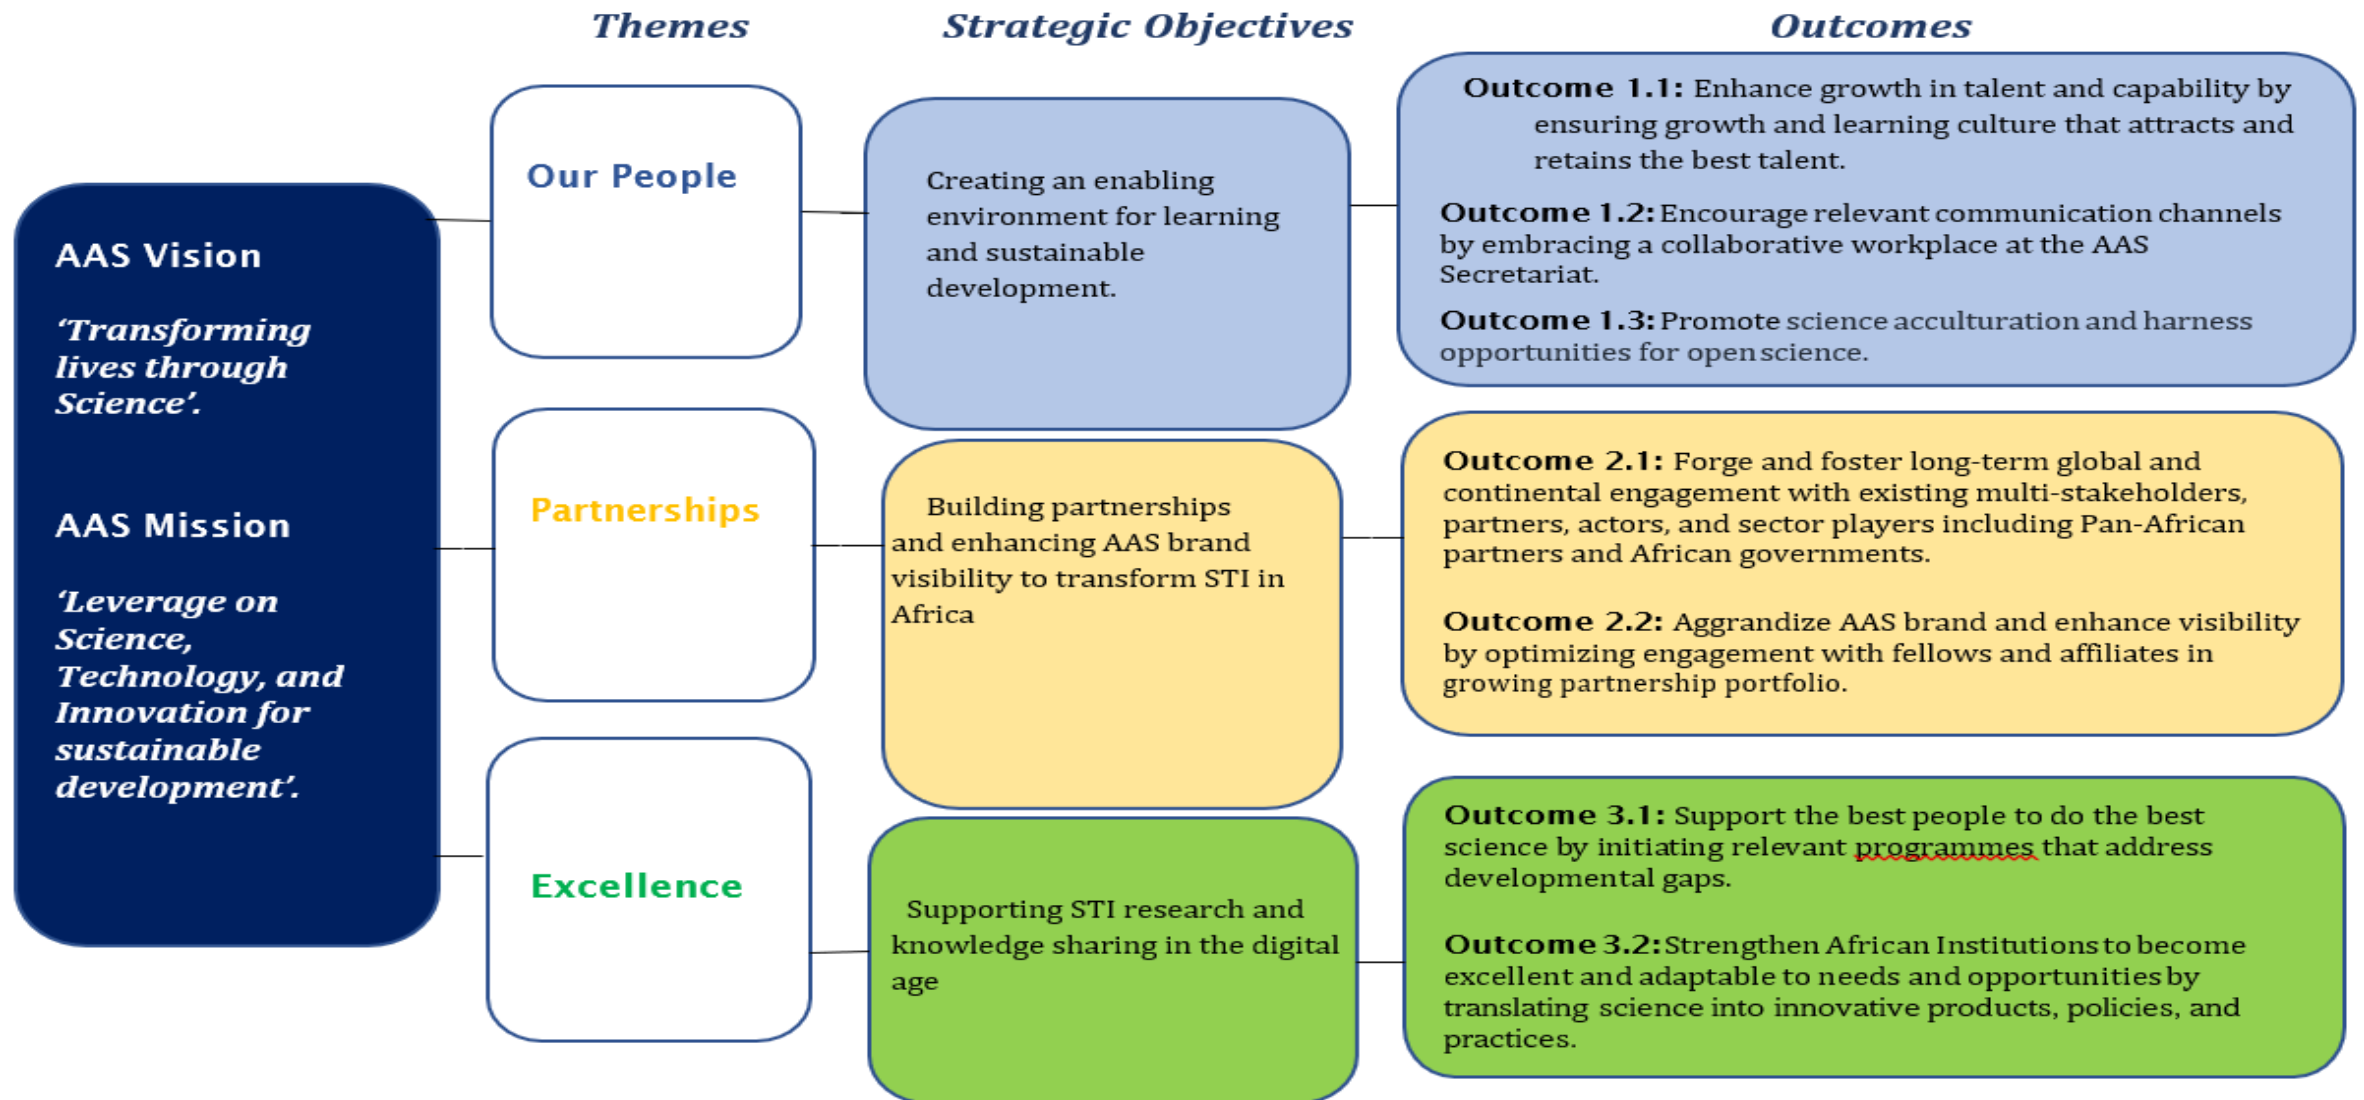 Themes
Strategic Objectives
Outcomes
AAS Vision
‘Transforming
lives through
Science’.
AAS Mission
‘Leverage on
Science,
Technology, and
Innovation for
sustainable
development’.
Our People
Creating an enabling
environment for learning
and sustainable
development.
Outcome 1.1: Enhance growth in talent and capability by
ensuring growth and learning culture that attracts and
retains the best talent.
Outcome 1.2: Encourage relevant communication channels
by embracing a collaborative workplace at the AAS
Secretariat.
Outcome 1.3: Promote science acculturation and harness
opportunities for open science.
Partnerships
Building partnerships
and enhancing AAS brand
visibility to transform STI in
Africa
Outcome 2.1: Forge and foster long-term global and
continental engagement with existing multi-stakeholders,
partners, actors, and sector players including Pan-African
partners and African governments.
Outcome 2.2: Aggrandize AAS brand and enhance visibility
by optimizing engagement with fellows and affiliates in
growing partnership portfolio.
Excellence
Supporting STI research and
knowledge sharing in the digital
age
Outcome 3.1: Support the best people to do the best
science by initiating relevant programmes that address
developmental gaps.
Outcome 3.2: Strengthen African Institutions to become
excellent and adaptable to needs and opportunities by
translating science into innovative products, policies, and
practices.